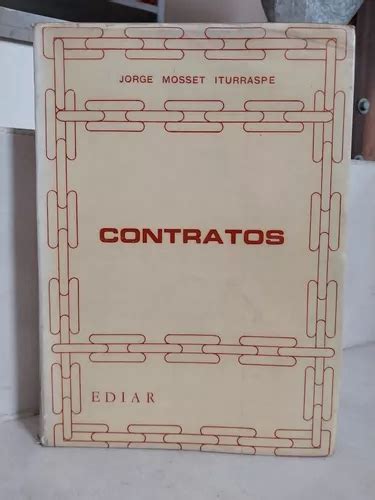 JORGE MOSSET ITURRASPE
CONTRATOS
EDIAR